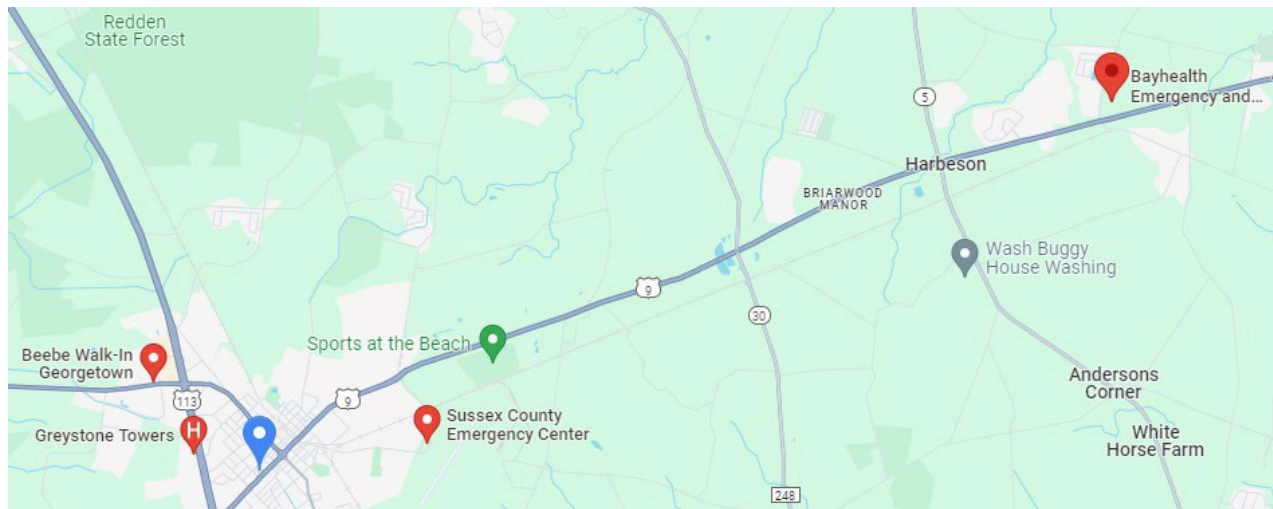 Redden
State Forest
Bayhealth
Emergency and...
5
Harbeson
BRIARWOOD
MANOR
Wash Buggy
House Washing
9
30
Sports at the Beach
Beebe Walk-In
Georgetown
113
9
Andersons
Corner
Sussex County
Emergency Center
Greystone Towers
H
White
Horse Farm
248